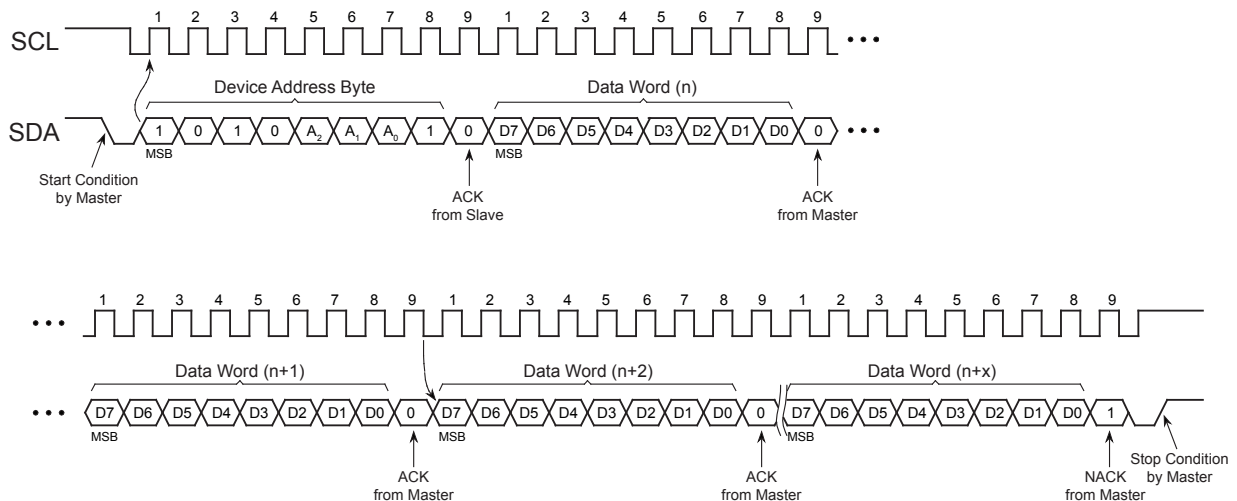 1 2 3 4 5 6 7 8 9 1 2 3 4 5 6 7 8 9
SCL
Device Address Byte Data Word (n)
SDA
1 0 1 0 A₂ A₁ A₀ 1 0 D7 D6 D5 D4 D3 D2 D1 D0 0
MSB MSB
Start Condition
by Master
ACK
from Slave
ACK
from Master
1 2 3 4 5 6 7 8 9 1 2 3 4 5 6 7 8 9 1 2 3 4 5 6 7 8 9
Data Word (n+1) Data Word (n+2) Data Word (n+x)
D7 D6 D5 D4 D3 D2 D1 D0 0 D7 D6 D5 D4 D3 D2 D1 D0 0 D7 D6 D5 D4 D3 D2 D1 D0 1
MSB MSB MSB
ACK
from Master
ACK
from Master
NACK
from Master
Stop Condition
by Master